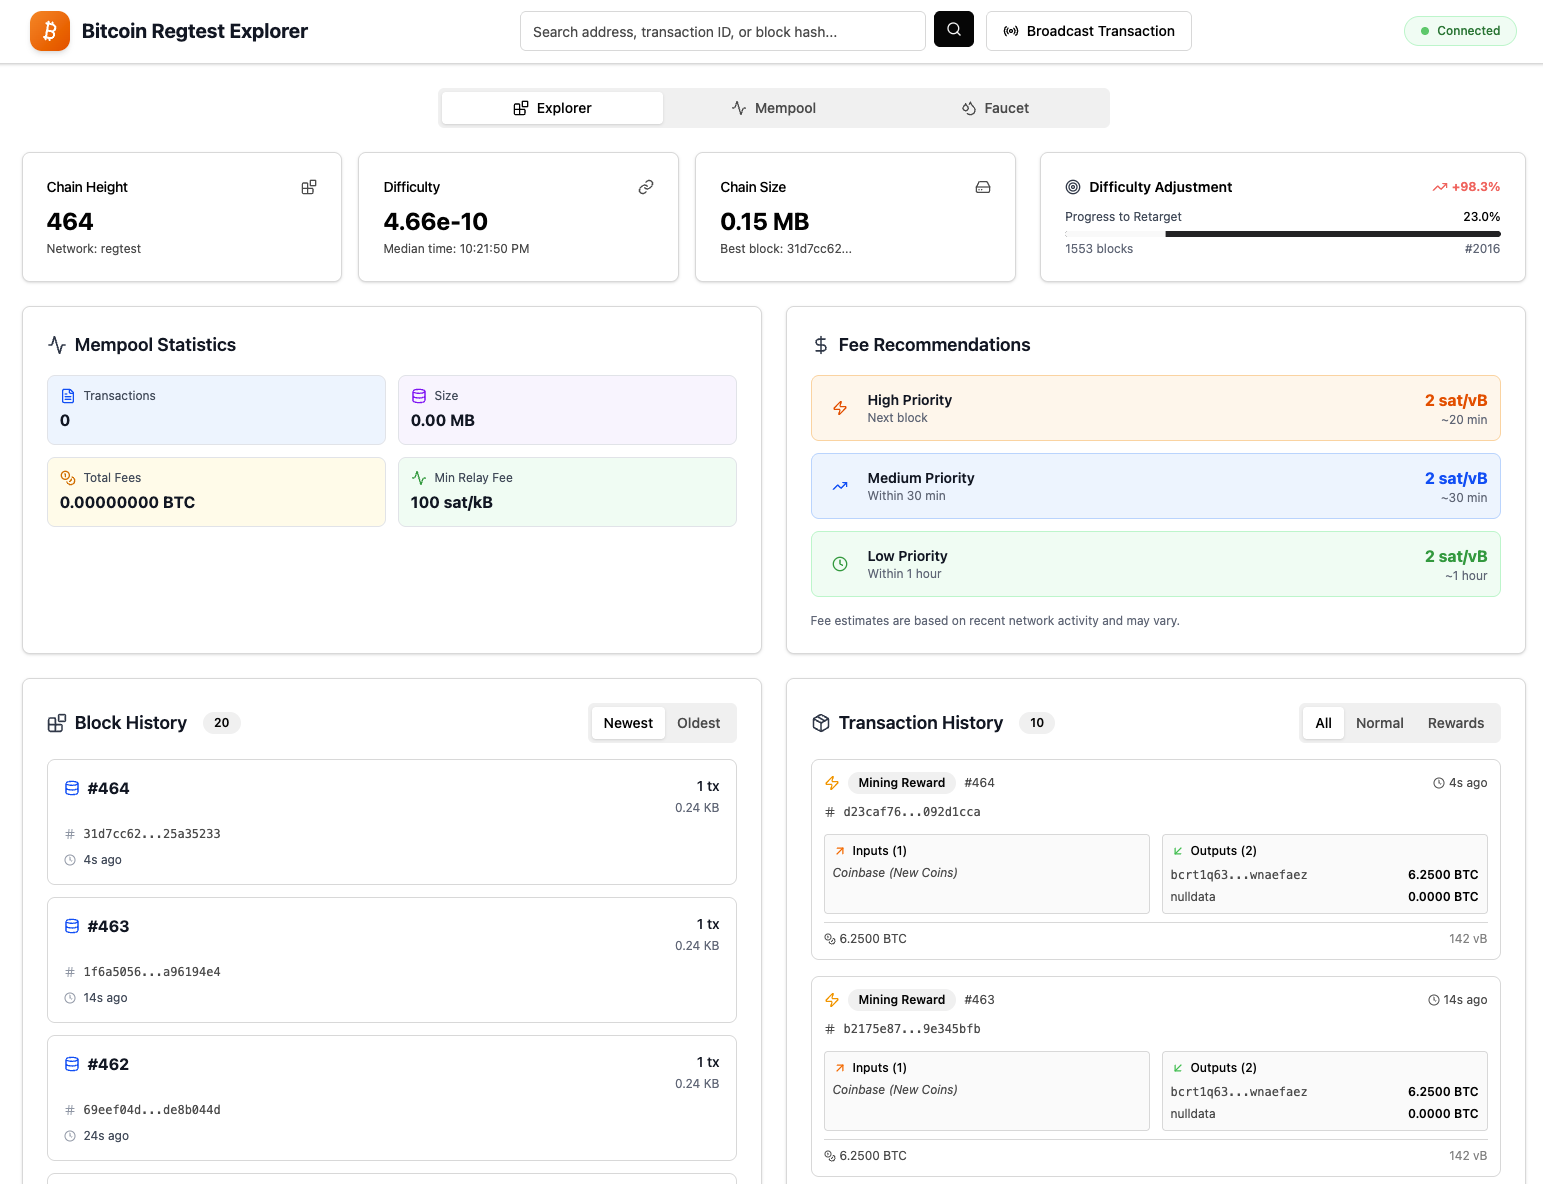 Bitcoin Regtest Explorer
Search address, transaction ID, or block hash...
Broadcast Transaction
Connected
Explorer
Mempool
Faucet
Chain Height
464
Network: regtest
Difficulty
4.66e-10
Median time: 10:21:50 PM
Chain Size
0.15 MB
Best block: 31d7cc62...
Difficulty Adjustment
+98.3%
Progress to Retarget
23.0%
1553 blocks
#2016
Mempool Statistics
Transactions
0
Size
0.00 MB
Total Fees
0.00000000 BTC
Min Relay Fee
100 sat/kB
Fee Recommendations
High Priority
Next block
2 sat/vB
~20 min
Medium Priority
Within 30 min
2 sat/vB
~30 min
Low Priority
Within 1 hour
2 sat/vB
~1 hour
Fee estimates are based on recent network activity and may vary.
Block History 20
Newest Oldest
#464
1 tx
0.24 KB
31d7cc62...25a35233
4s ago
#463
1 tx
0.24 KB
1f6a5056...a96194e4
14s ago
#462
1 tx
0.24 KB
69eef04d...de8b044d
24s ago
Transaction History 10
All Normal Rewards
Mining Reward #464
4s ago
# d23caf76...092d1cca
Inputs (1)
Coinbase (New Coins)
Outputs (2)
bcrt1q63...wnaefaez 6.2500 BTC
nulldata 0.0000 BTC
6.2500 BTC
142 vB
Mining Reward #463
14s ago
# b2175e87...9e345bfb
Inputs (1)
Coinbase (New Coins)
Outputs (2)
bcrt1q63...wnaefaez 6.2500 BTC
nulldata 0.0000 BTC
6.2500 BTC
142 vB